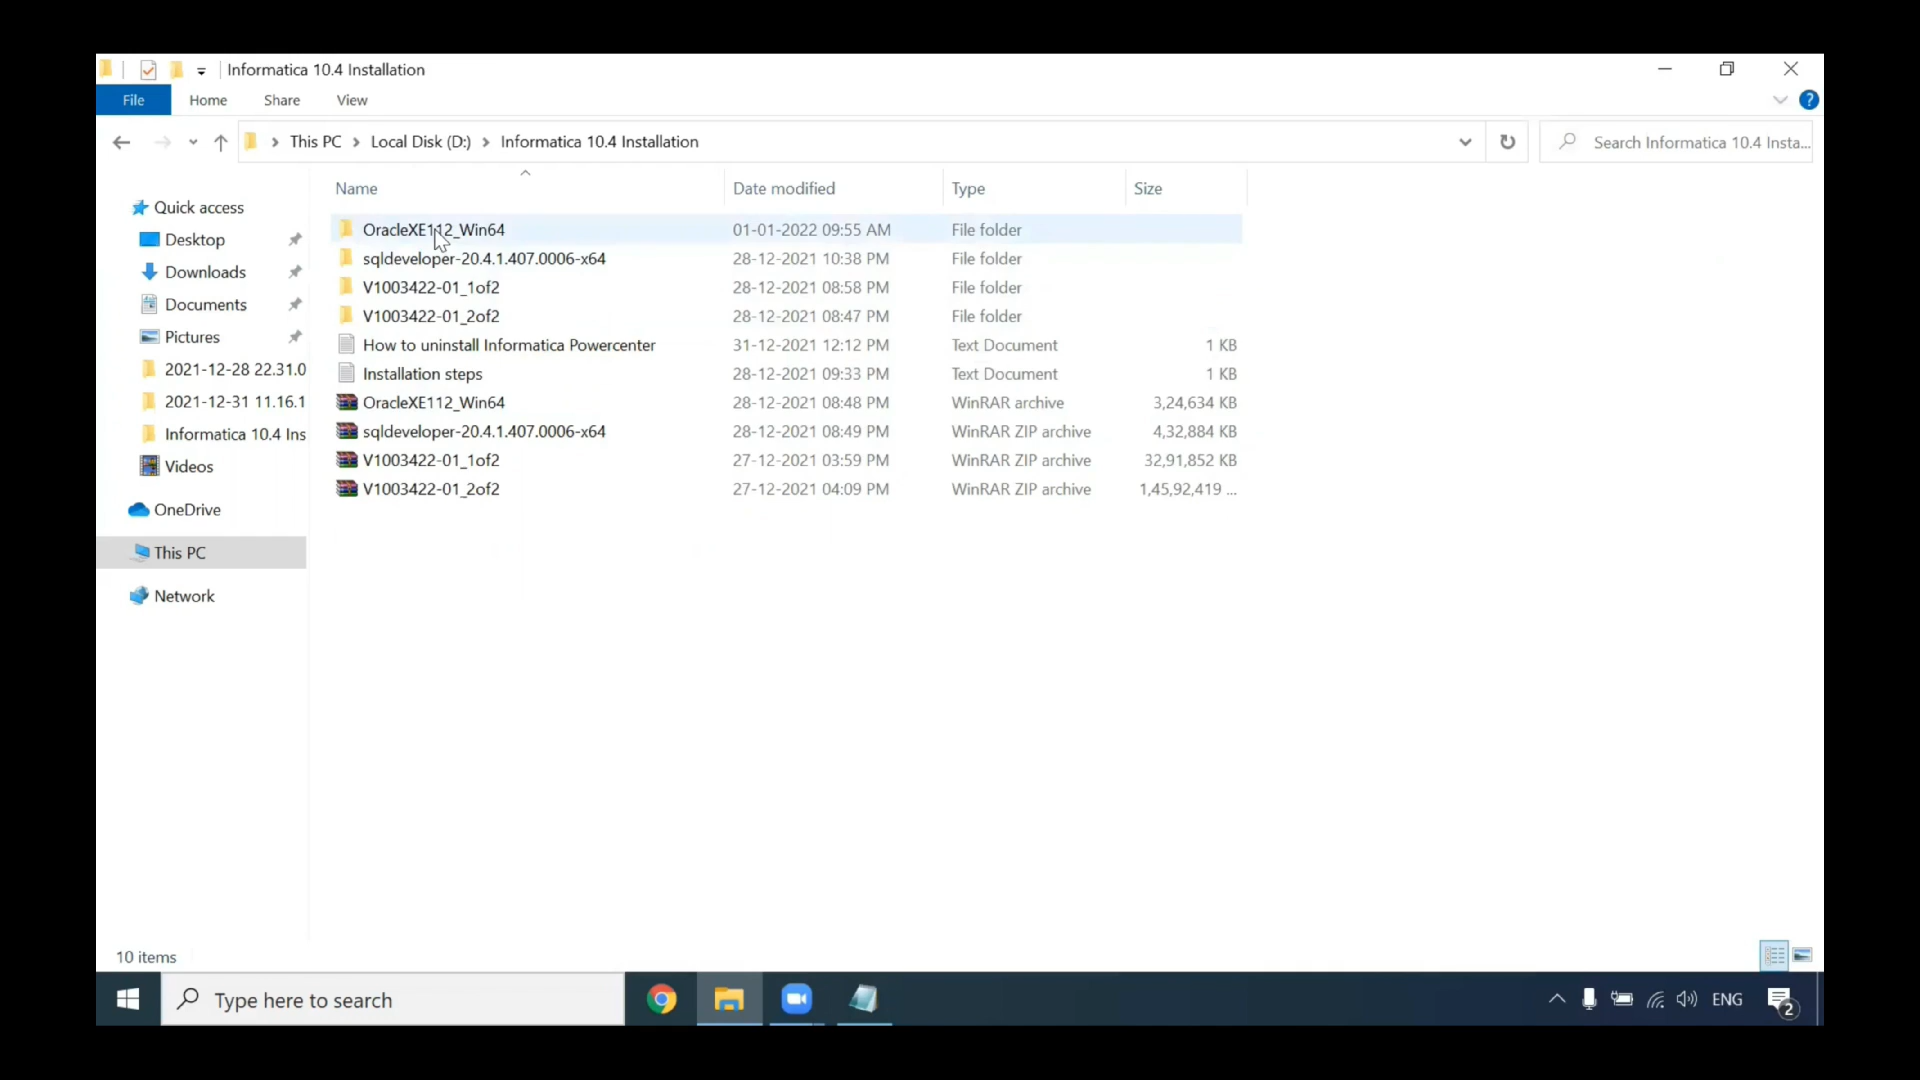 Informatica 10.4 Installation
File Home Share View
This PC Local Disk (D:) Informatica 10.4 Installation
Search Informatica 10.4 Insta...
Name Date modified Type Size
Quick access
Desktop
Downloads
Documents
Pictures
2021-12-28 22.31.0
2021-12-31 11.16.1
Informatica 10.4 Ins
Videos
OneDrive
This PC
Network
OracleXE112_Win64 01-01-2022 09:55 AM File folder
sqldeveloper-20.4.1.407.0006-x64 28-12-2021 10:38 PM File folder
V1003422-01_1of2 28-12-2021 08:58 PM File folder
V1003422-01_2of2 28-12-2021 08:47 PM File folder
How to uninstall Informatica Powercenter 31-12-2021 12:12 PM Text Document 1 KB
Installation steps 28-12-2021 09:33 PM Text Document 1 KB
OracleXE112_Win64 28-12-2021 08:48 PM WinRAR archive 3,24,634 KB
sqldeveloper-20.4.1.407.0006-x64 28-12-2021 08:49 PM WinRAR ZIP archive 4,32,884 KB
V1003422-01_1of2 27-12-2021 03:59 PM WinRAR ZIP archive 32,91,852 KB
V1003422-01_2of2 27-12-2021 04:09 PM WinRAR ZIP archive 1,45,92,419 ...
10 items
Type here to search
ENG
2